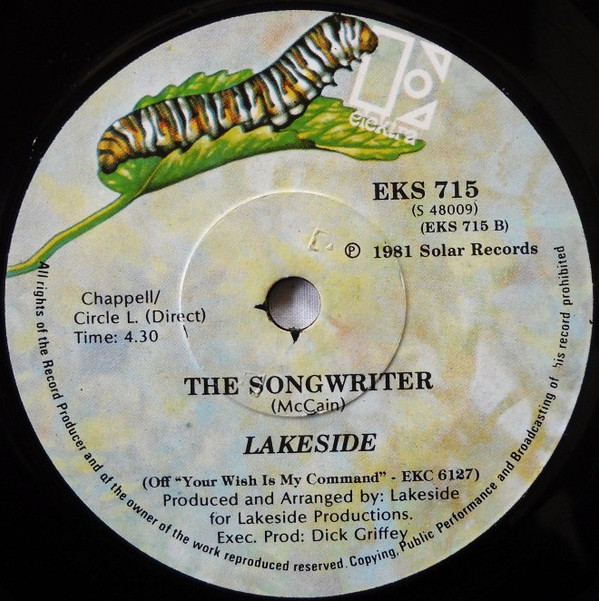 elektra
EKS 715
(S 48009)
(EKS 715 B)
℗ 1981 Solar Records
Chappell/
Circle L. (Direct)
Time: 4.30
THE SONGWRITER
(McCain)
LAKESIDE
(Off "Your Wish Is My Command" - EKC 6127)
Produced and Arranged by: Lakeside
for Lakeside Productions.
Exec. Prod: Dick Griffey
All rights of the Record Producer and of the owner of the work reproduced reserved. Copying, Public Performance and Broadcasting of his record prohibited